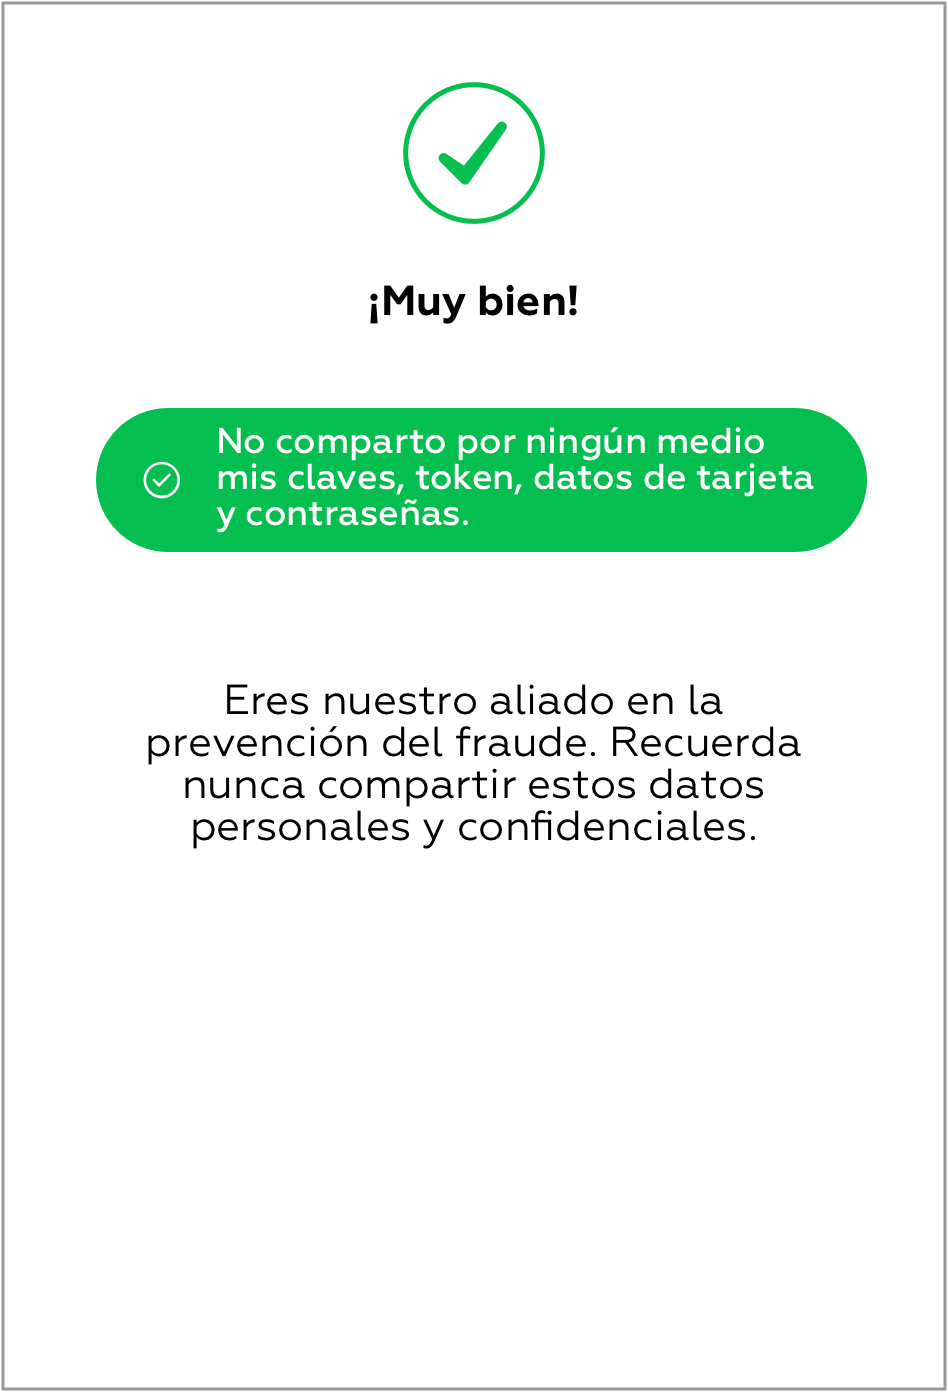 ¡Muy bien!
No comparto por ningún medio
mis claves, token, datos de tarjeta
y contraseñas.
Eres nuestro aliado en la
prevención del fraude. Recuerda
nunca compartir estos datos
personales y confidenciales.